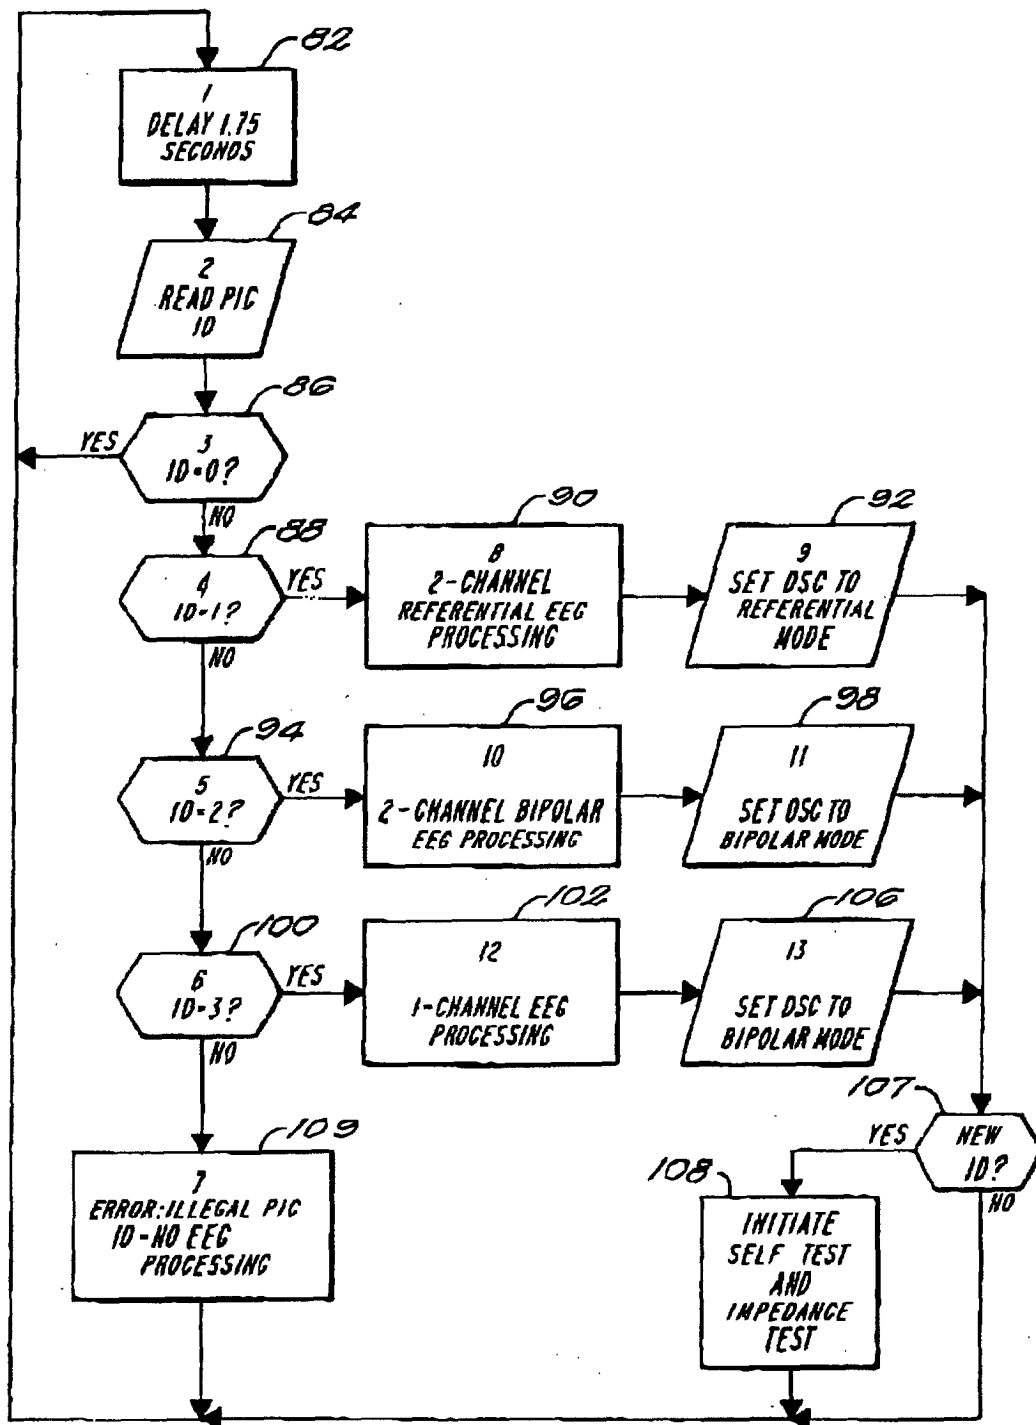 82
1
DELAY 1.75
SECONDS
84
2
READ PIC
ID
86
3
ID=0?
YES
NO
88
4
ID=1?
YES
NO
90
8
2-CHANNEL
REFERENTIAL EEG
PROCESSING
92
9
SET DSC TO
REFERENTIAL
MODE
94
5
ID=2?
YES
NO
96
10
2-CHANNEL BIPOLAR
EEG PROCESSING
98
11
SET DSC TO
BIPOLAR MODE
100
6
ID=3?
YES
NO
102
12
1-CHANNEL EEG
PROCESSING
106
13
SET DSC TO
BIPOLAR MODE
107
NEW
ID?
YES
NO
108
INITIATE
SELF TEST
AND
IMPEDANCE
TEST
109
7
ERROR:ILLEGAL PIC
ID-NO EEG
PROCESSING